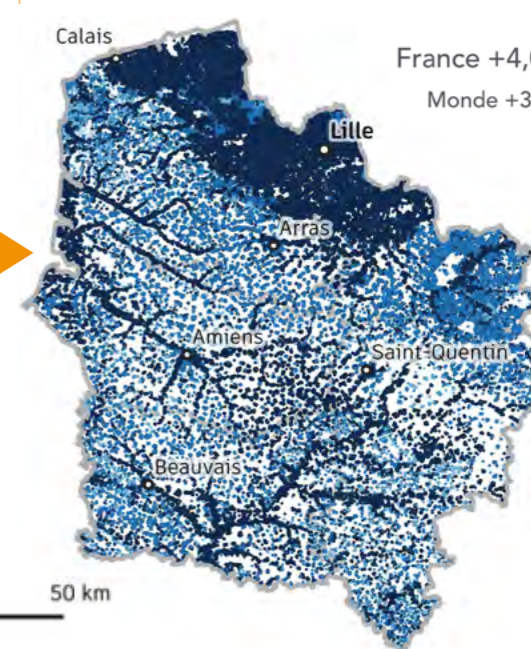 Calais
France +4,
Monde +3
Lille
Arras
Amiens
Saint-Quentin
Beauvais
50 km